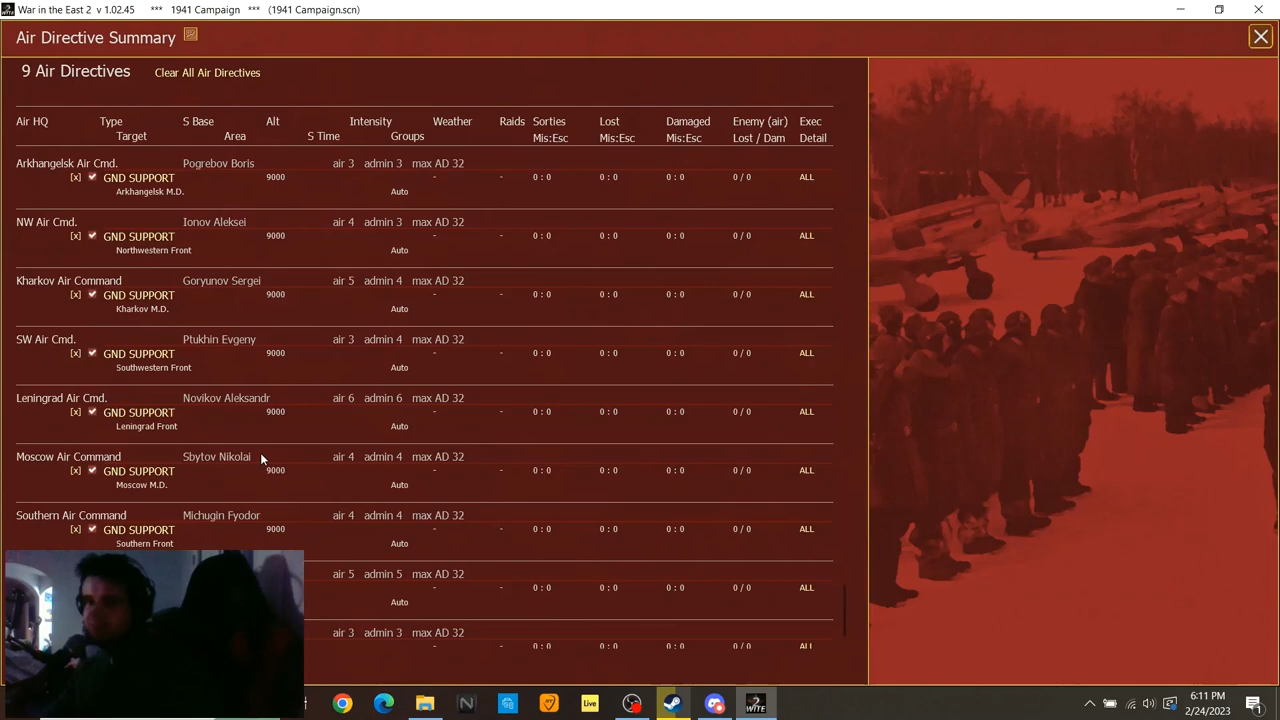 War in the East 2 v 1.02.45 *** 1941 Campaign *** (1941 Campaign.scn)
Air Directive Summary
9 Air Directives Clear All Air Directives
Air HQ Type S Base Alt Intensity Weather Raids Sorties Lost Damaged Enemy (air) Exec
Target Area S Time Groups Mis:Esc Mis:Esc Mis:Esc Lost / Dam Detail
Arkhangelsk Air Cmd. Pogrebov Boris air 3 admin 3 max AD 32
[x] GND SUPPORT 9000 - - 0 : 0 0 : 0 0 : 0 0 / 0 ALL
Arkhangelsk M.D. Auto
NW Air Cmd. Ionov Aleksei air 4 admin 3 max AD 32
[x] GND SUPPORT 9000 - - 0 : 0 0 : 0 0 : 0 0 / 0 ALL
Northwestern Front Auto
Kharkov Air Command Goryunov Sergei air 5 admin 4 max AD 32
[x] GND SUPPORT 9000 - - 0 : 0 0 : 0 0 : 0 0 / 0 ALL
Kharkov M.D. Auto
SW Air Cmd. Ptukhin Evgeny air 3 admin 4 max AD 32
[x] GND SUPPORT 9000 - - 0 : 0 0 : 0 0 : 0 0 / 0 ALL
Southwestern Front Auto
Leningrad Air Cmd. Novikov Aleksandr air 6 admin 6 max AD 32
[x] GND SUPPORT 9000 - - 0 : 0 0 : 0 0 : 0 0 / 0 ALL
Leningrad Front Auto
Moscow Air Command Sbytov Nikolai air 4 admin 4 max AD 32
[x] GND SUPPORT 9000 - - 0 : 0 0 : 0 0 : 0 0 / 0 ALL
Moscow M.D. Auto
Southern Air Command Michugin Fyodor air 4 admin 4 max AD 32
[x] GND SUPPORT 9000 - - 0 : 0 0 : 0 0 : 0 0 / 0 ALL
Southern Front Auto
air 5 admin 5 max AD 32
- - 0 : 0 0 : 0 0 : 0 0 / 0 ALL
Auto
air 3 admin 3 max AD 32
- - 0 : 0 0 : 0 0 : 0 0 / 0 ALL
Live
WITE
6:11 PM
2/24/2023
1